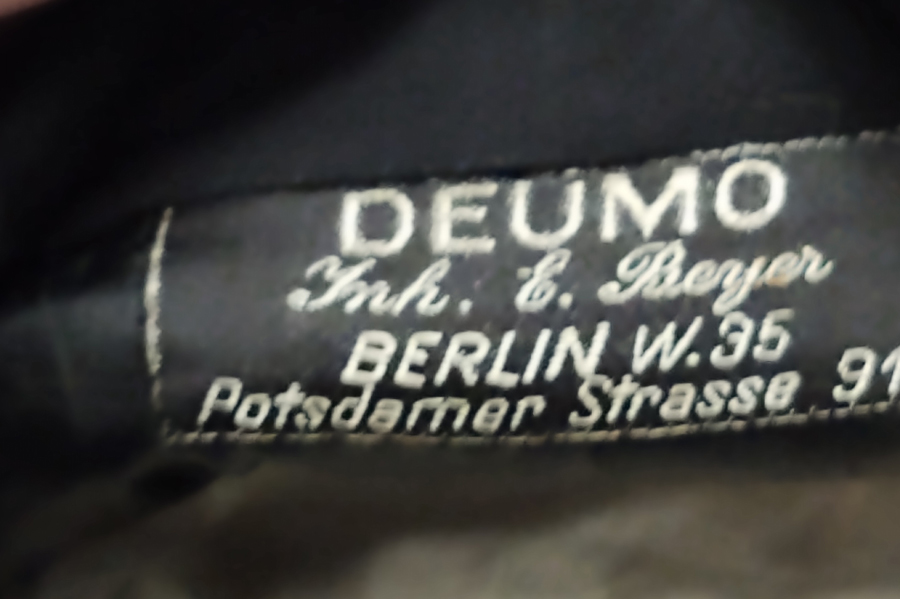 DEUMO
Inh. E. Beyer
BERLIN W.35
Potsdamer Strasse 91